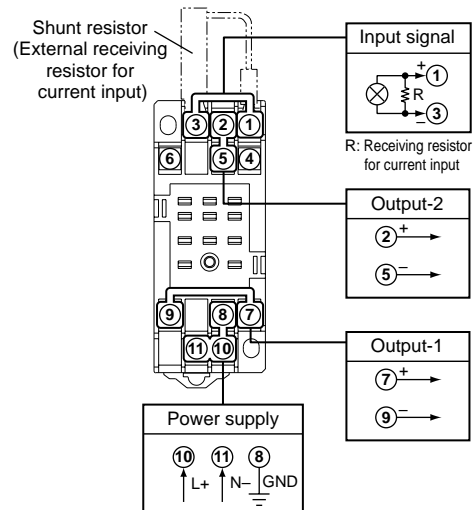 Shunt resistor
(External receiving
resistor for
current input)
Input signal
+
1
R
−
3
R: Receiving resistor
for current input
3 2 1
6 5 4
Output-2
2 +
5 −
9 8 7
11 10
Output-1
7 +
9 −
Power supply
10 11 8
L+ N− GND